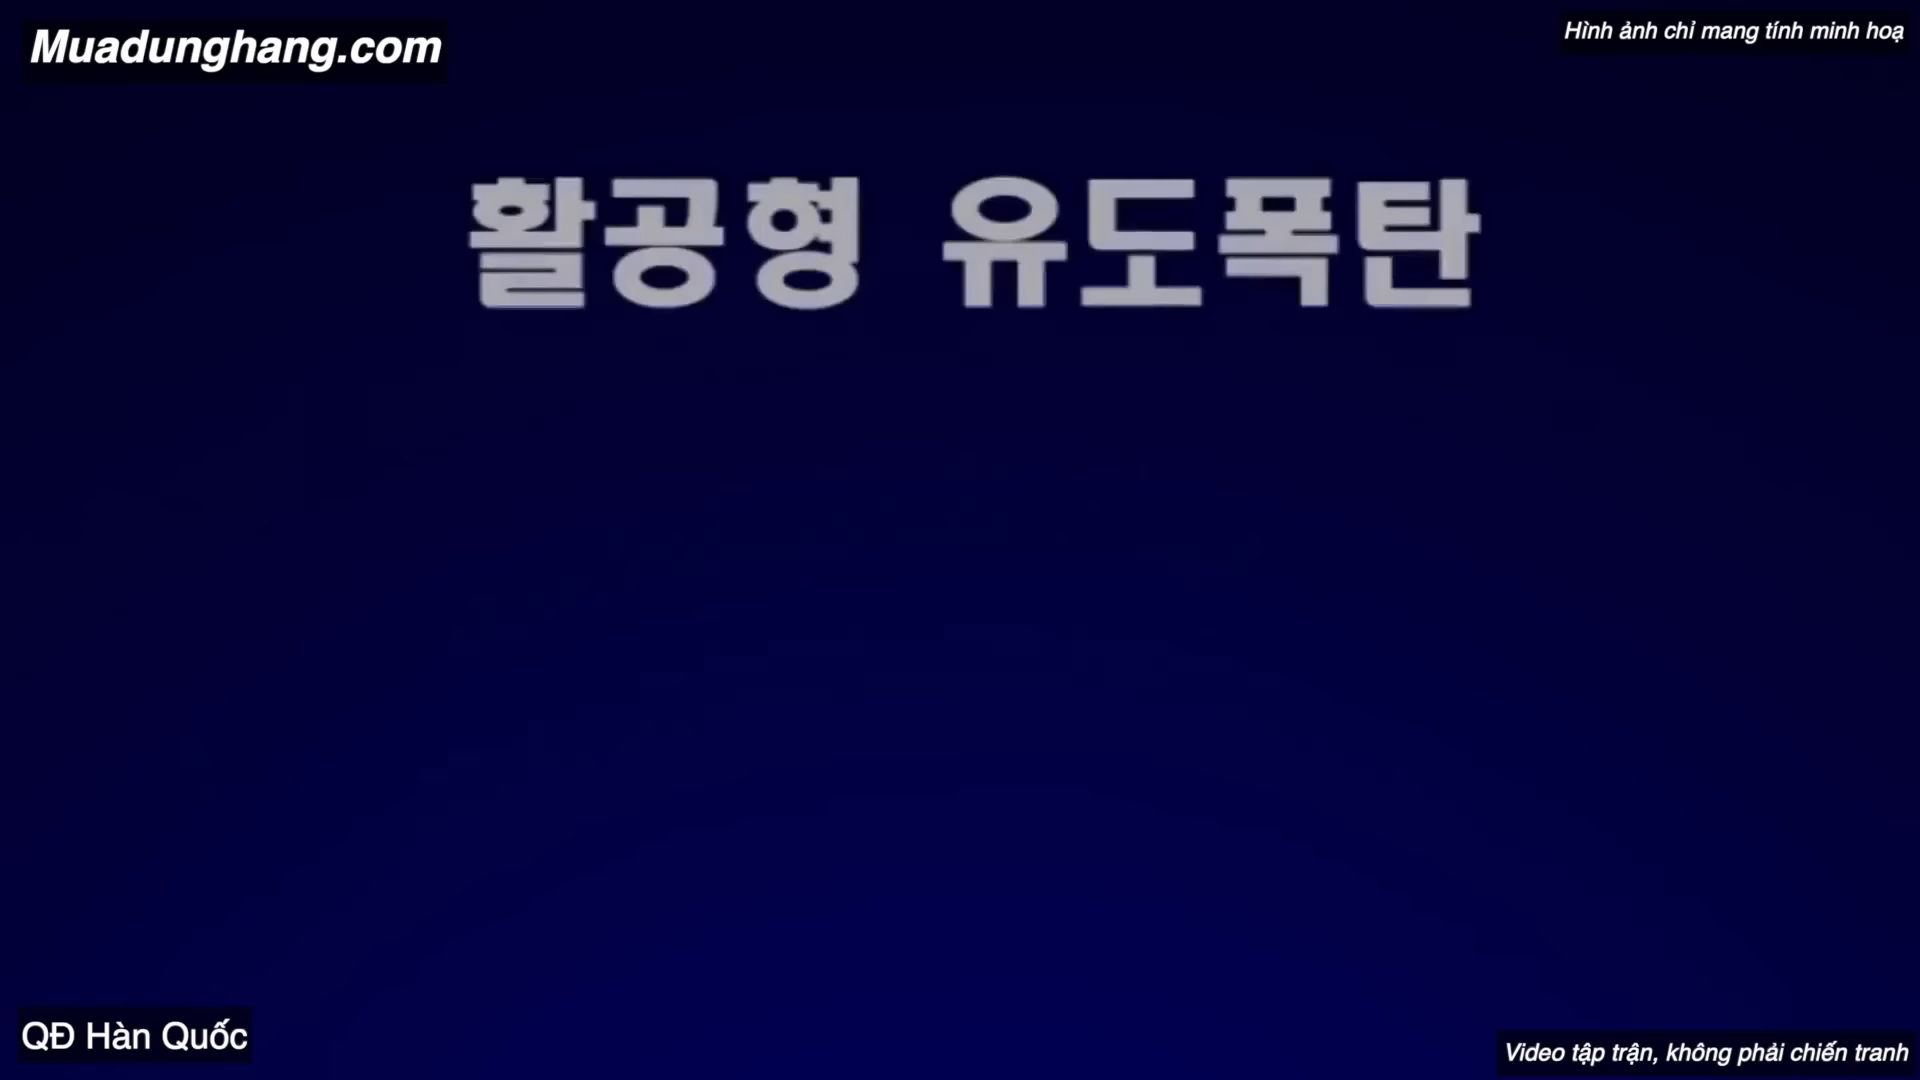 Muadunghang.com
Hình ảnh chỉ mang tính minh hoạ
활공형 유도폭탄
QĐ Hàn Quốc
Video tập trận, không phải chiến tranh